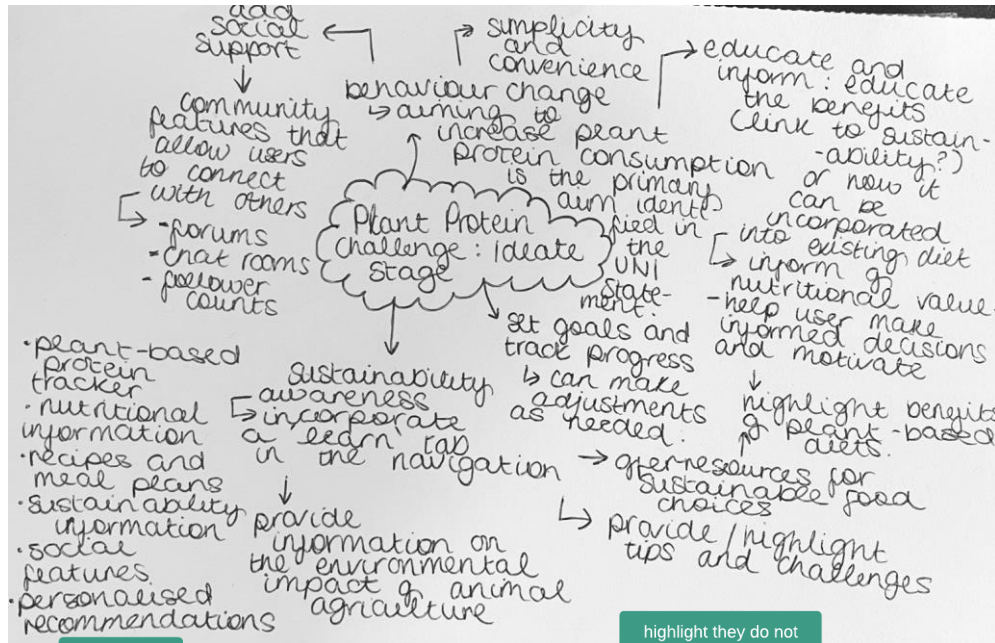 add
social
support
simplicity
and
convenience
behaviour change
↳ aiming to
increase plant
protein consumption
is the primary
aim identi
fied in
the
UNI
state-
ment.
educate and
inform : educate
the benefits
(link to sustain-
-ability?)
or how it
can be
incorporated
into existing diet
inform of
nutritional value
- help user make
informed decisions
and motivate
highlight benefits
of plant-based
diets.
community
features that
allow users
to connect
with others
- forums
- chat rooms
- follower
counts
Plant Protein
challenge : ideate
stage
set goals and
track progress
↳ can make
adjustments
as needed.
sustainability
awareness
incorporate
a learn tab
in the navigation
→ offer resources for
sustainable food
choices
provide / highlight
tips and challenges
provide
information on
the environmental
impact of animal
agriculture
• plant-based
protein
tracker
• nutritional
information
• recipes and
meal plans
• sustainability
information
• social
features
• personalised
recommendations
highlight they do not